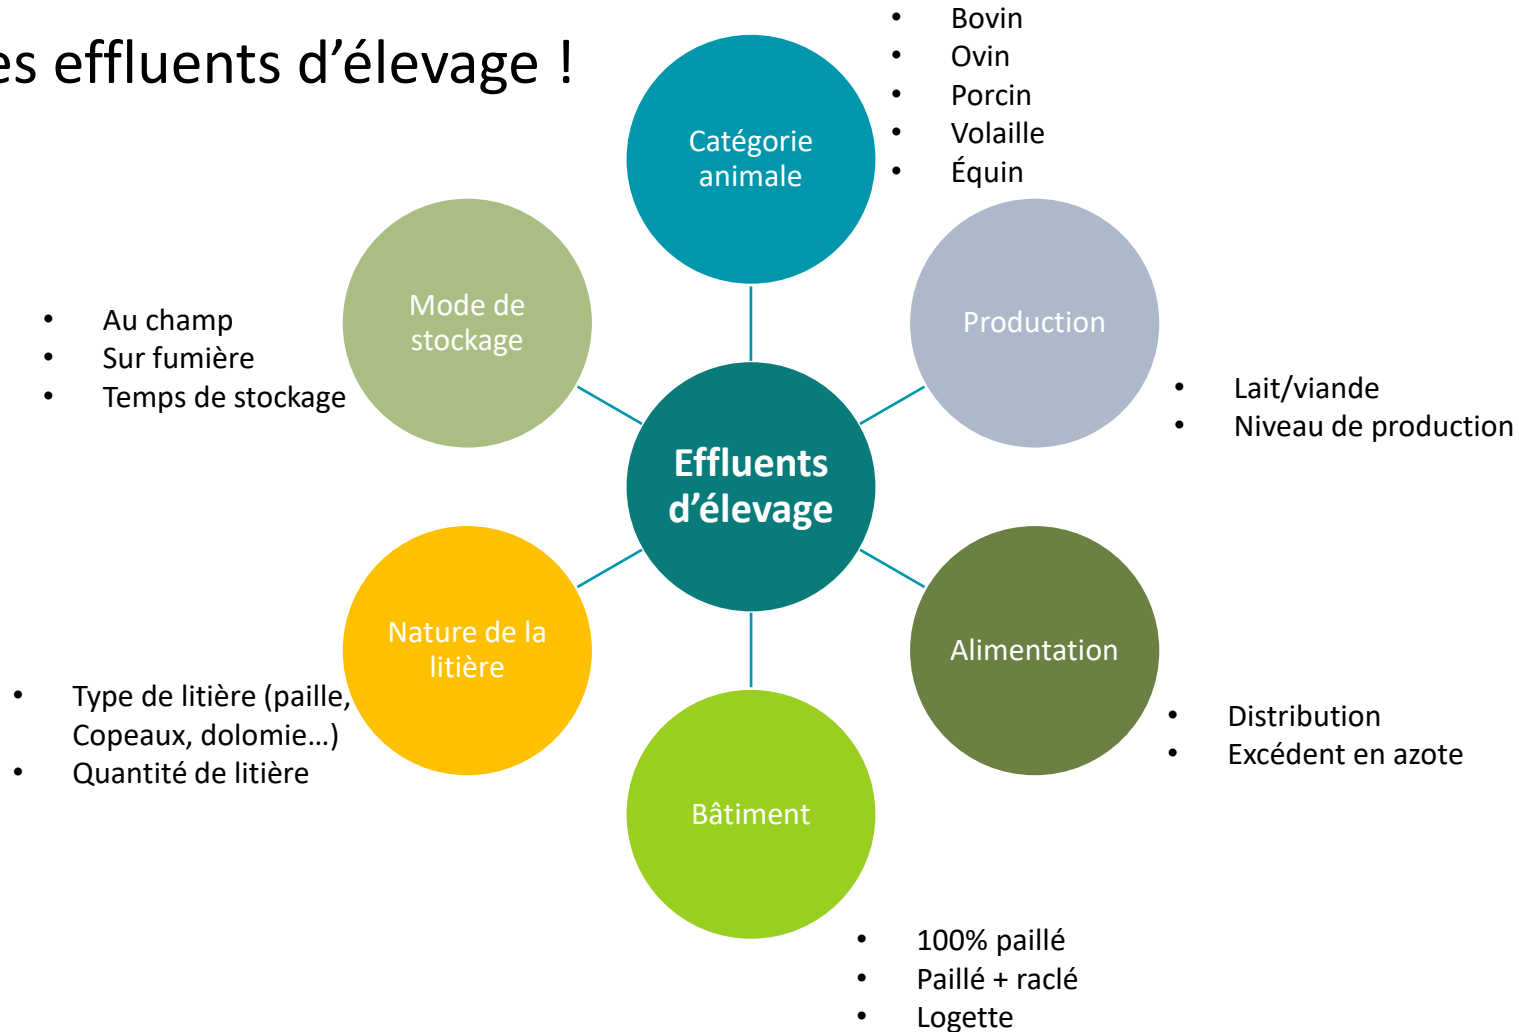 es effluents d’élevage !
• Bovin
• Ovin
• Porcin
• Volaille
• Équin
Catégorie
animale
Production
• Lait/viande
• Niveau de production
Mode de
stockage
• Au champ
• Sur fumière
• Temps de stockage
Effluents
d’élevage
Nature de la
litière
• Type de litière (paille,
Copeaux, dolomie…)
• Quantité de litière
Alimentation
• Distribution
• Excédent en azote
Bâtiment
• 100% paillé
• Paillé + raclé
• Logette